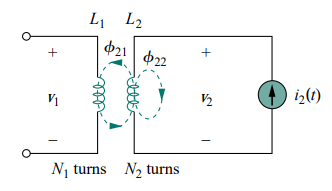 L₁ L₂
ϕ₂₁ ϕ₂₂
+ +
v₁ v₂ i₂(t)
– –
N₁ turns N₂ turns